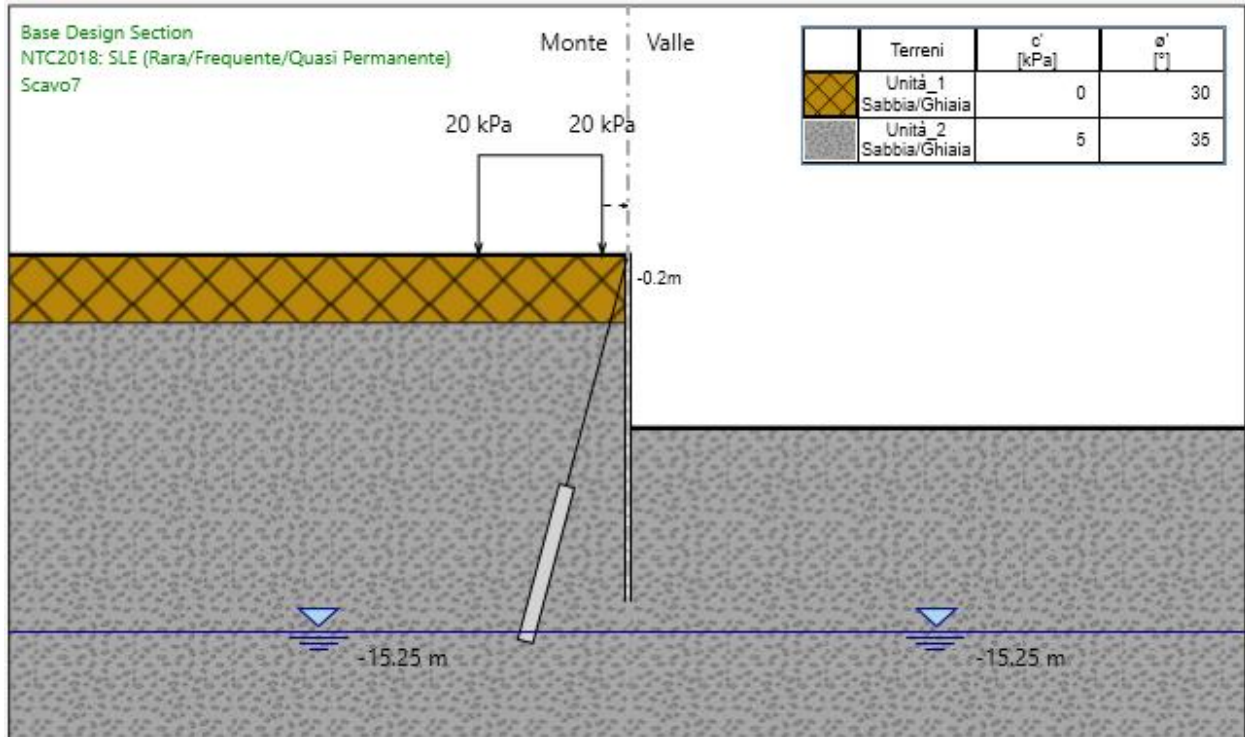 Base Design Section
NTC2018: SLE (Rara/Frequente/Quasi Permanente)
Scavo7
Monte
Valle
Terreni
c'
[kPa]
ø'
[°]
Unità_1
Sabbia/Ghiaia
0
30
Unità_2
Sabbia/Ghiaia
5
35
20 kPa
20 kPa
-0.2m
-15.25 m
-15.25 m